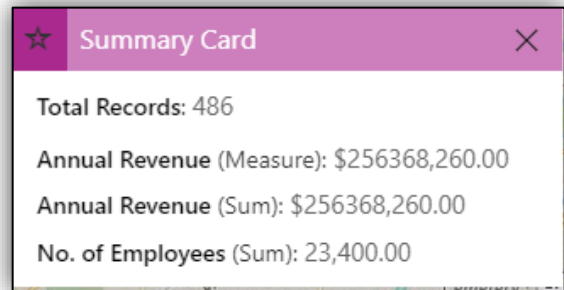 Summary Card
Total Records: 486
Annual Revenue (Measure): $256368,260.00
Annual Revenue (Sum): $256368,260.00
No. of Employees (Sum): 23,400.00